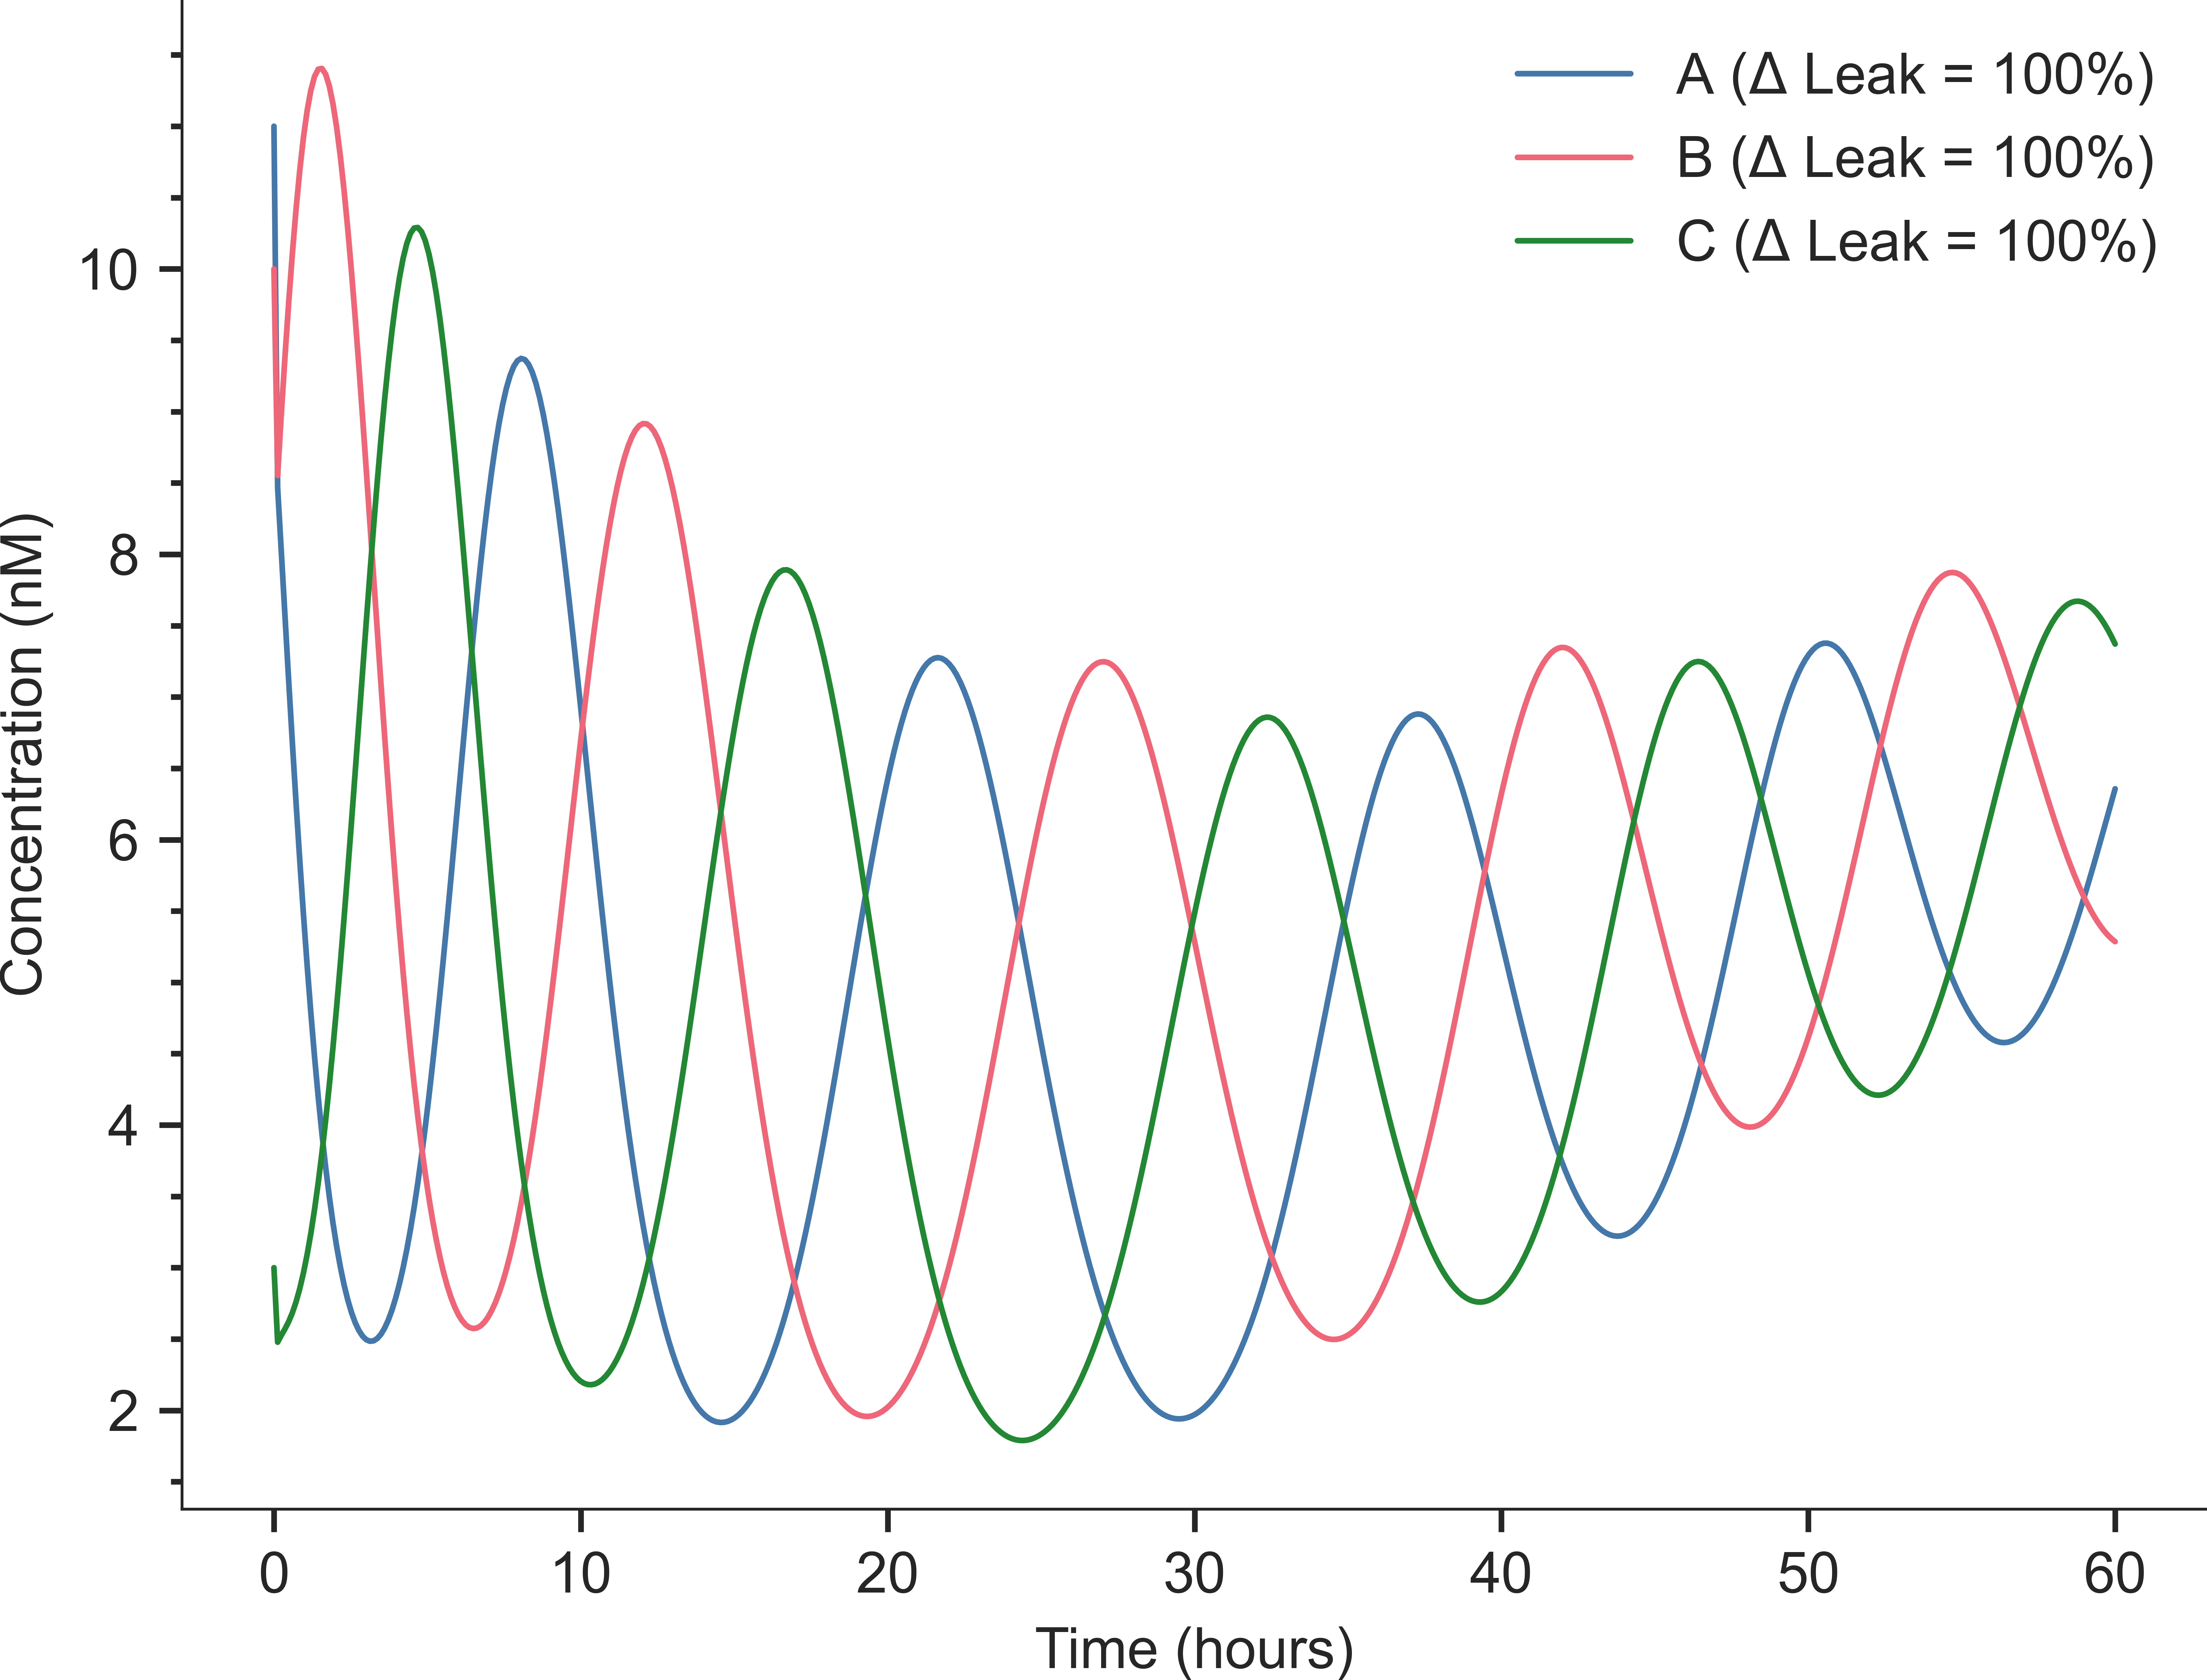 A (Δ Leak = 100%)
B (Δ Leak = 100%)
C (Δ Leak = 100%)
10
8
6
4
2
Concentration (nM)
0 10 20 30 40 50 60
Time (hours)